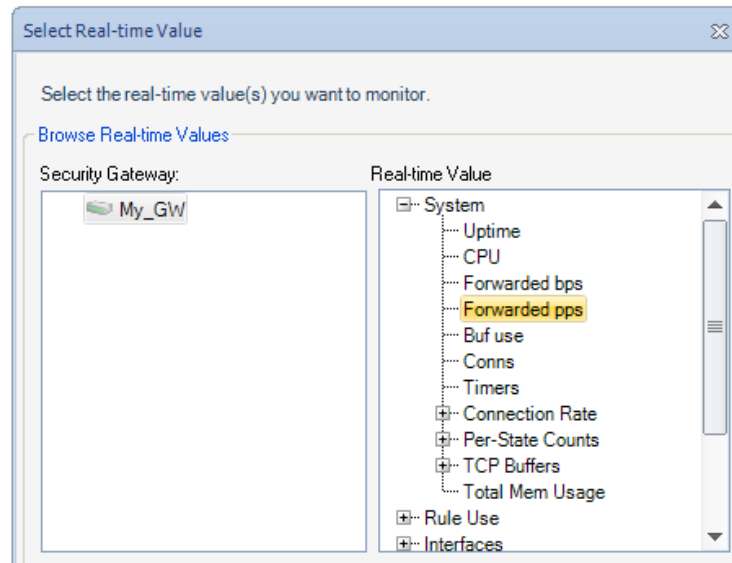 Select Real-time Value
Select the real-time value(s) you want to monitor.
Browse Real-time Values
Security Gateway:
My_GW
Real-time Value
System
Uptime
CPU
Forwarded bps
Forwarded pps
Buf use
Conns
Timers
Connection Rate
Per-State Counts
TCP Buffers
Total Mem Usage
Rule Use
Interfaces